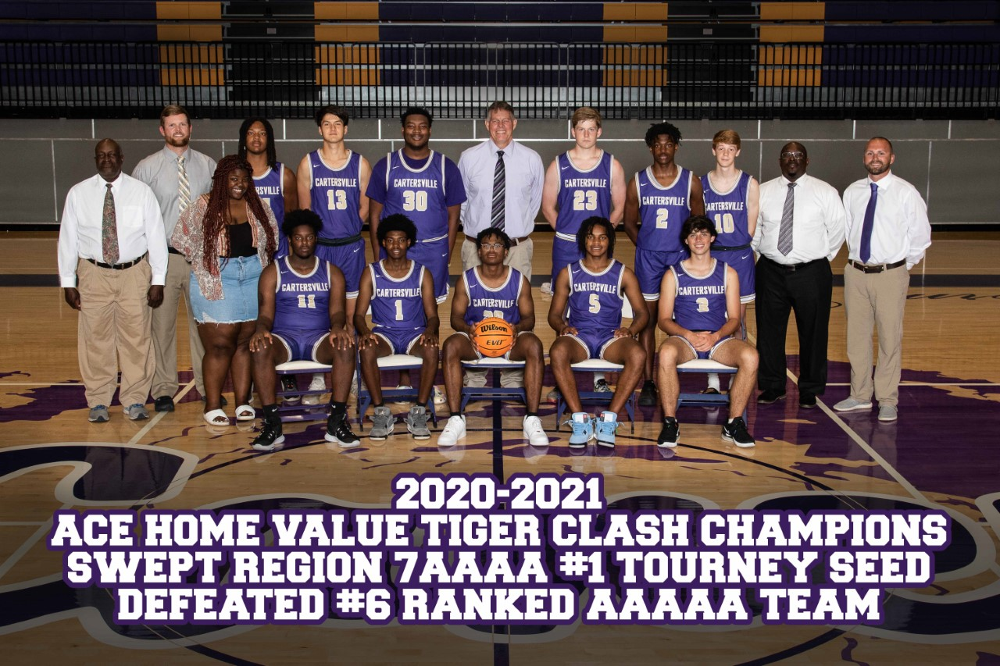 CARTERSVILLE
13
CARTERSVILLE
30
CARTERSVILLE
23
CARTERSVILLE
2
CARTERSVILLE
10
CARTERSVILLE
11
CARTERSVILLE
1
CARTERSVILLE
CARTERSVILLE
5
CARTERSVILLE
3
Wilson
EVO
2020-2021
ACE HOME VALUE TIGER CLASH CHAMPIONS
SWEPT REGION 7AAAA #1 TOURNEY SEED
DEFEATED #6 RANKED AAAAA TEAM